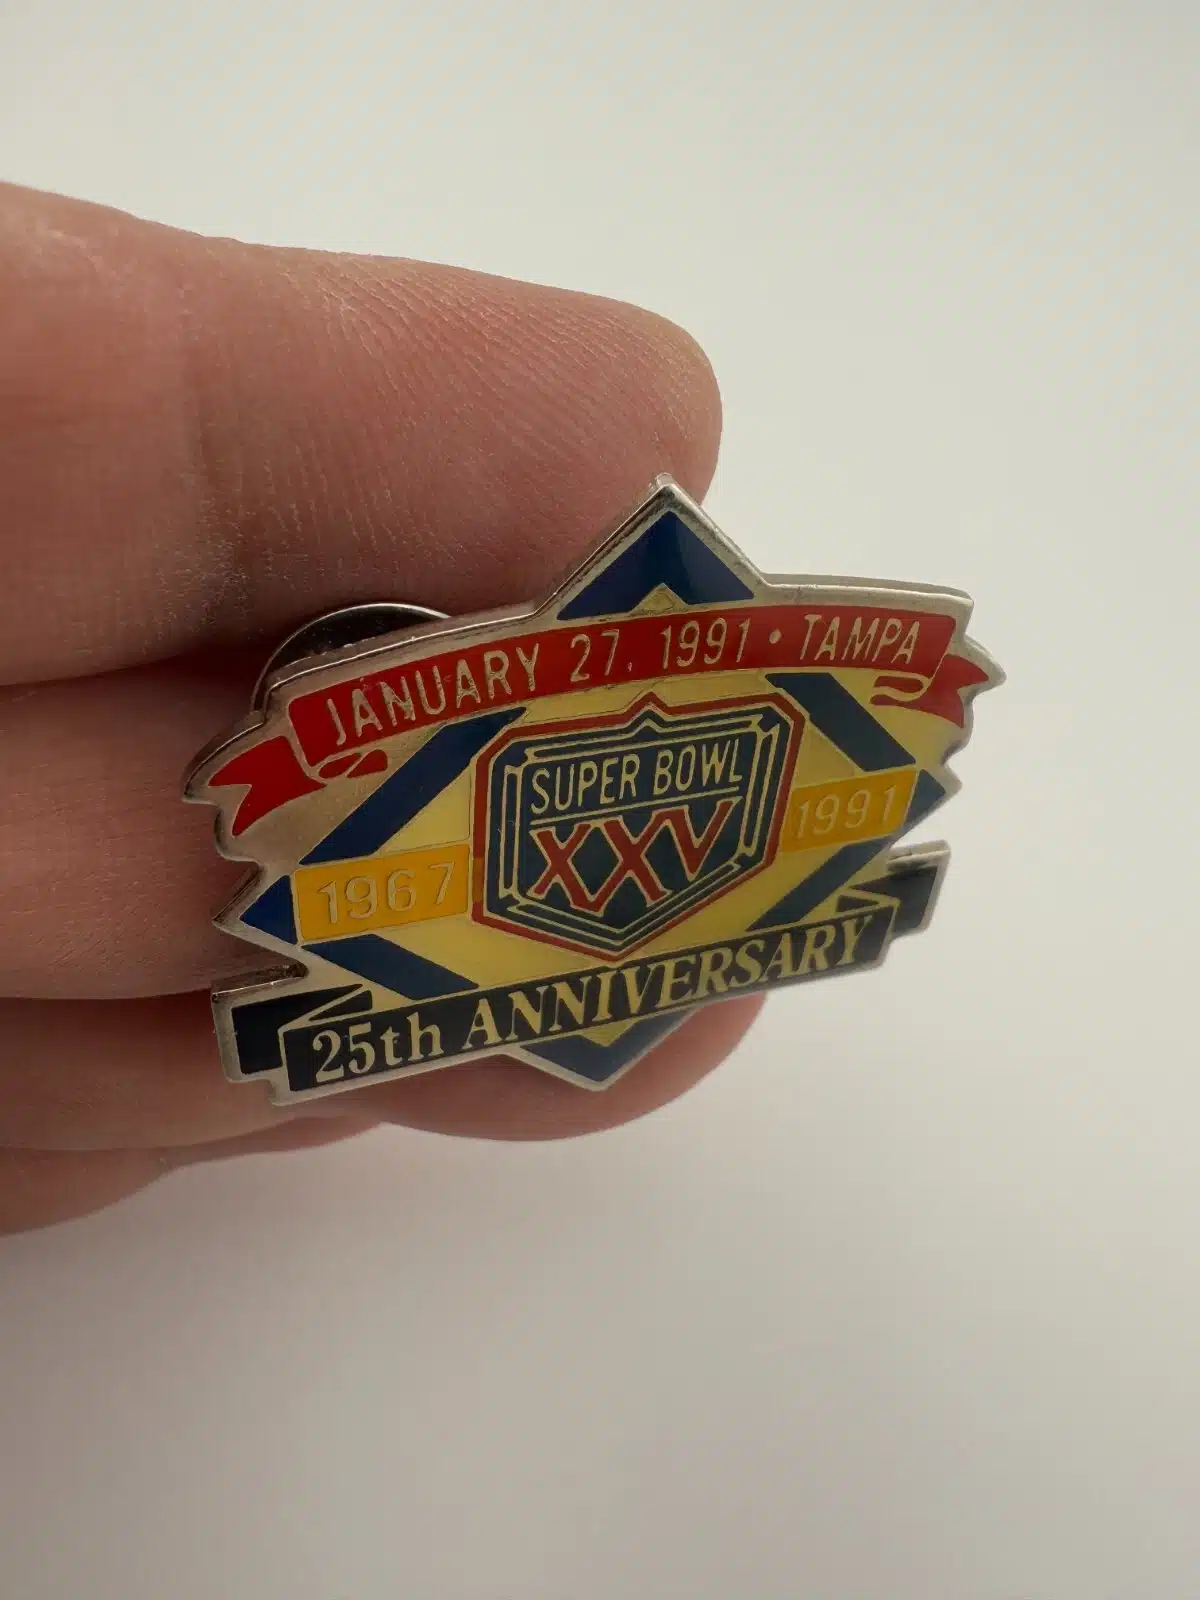 JANUARY 27, 1991 • TAMPA
SUPER BOWL
XXV
1967
1991
25th ANNIVERSARY